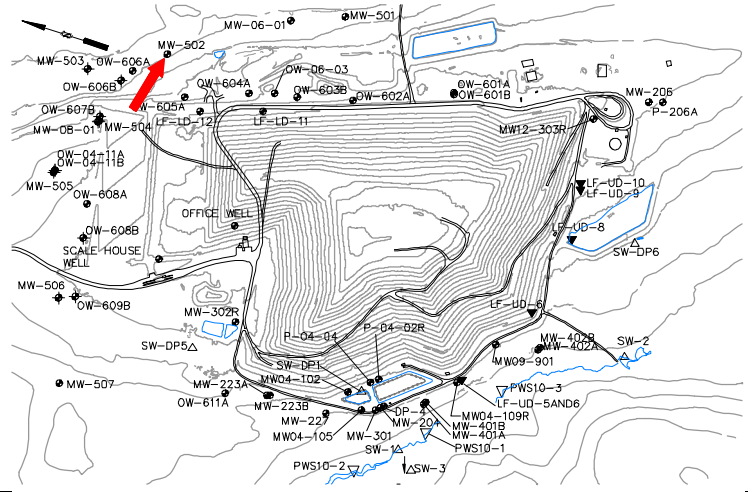 MW-501
MW-06-01
MW-502
MW-503
OW-606A
OW-06-03
OW-604A
OW-601A
OW-606B
OW-603B
OW-601B
MW-206
OW-602A
W-605A
P-206A
OW-607B
LF-LD-12
LF-LD-11
MW-08-01
MW-504
MW12-303R
OW-04-11A
OW-04-11B
MW-505
LF-UD-10
LF-UD-9
OW-608A
OFFICE WELL
LF-UD-8
OW-608B
SCALE HOUSE
WELL
SW-DP6
MW-506
OW-609B
LF-UD-6
MW-302R
P-04-04
P-04-02R
MW-402B
SW-2
SW-DP5
MW-402A
SW-DP1
MW09-901
MW-507
MW-223A
MW04-102
PWS10-3
OW-611A
LF-UD-5AND6
MW-223B
DP-4
MW04-109R
MW-227
MW-204
MW-401B
MW04-105
MW-301
MW-401A
SW-1
PWS10-1
PWS10-2
SW-3